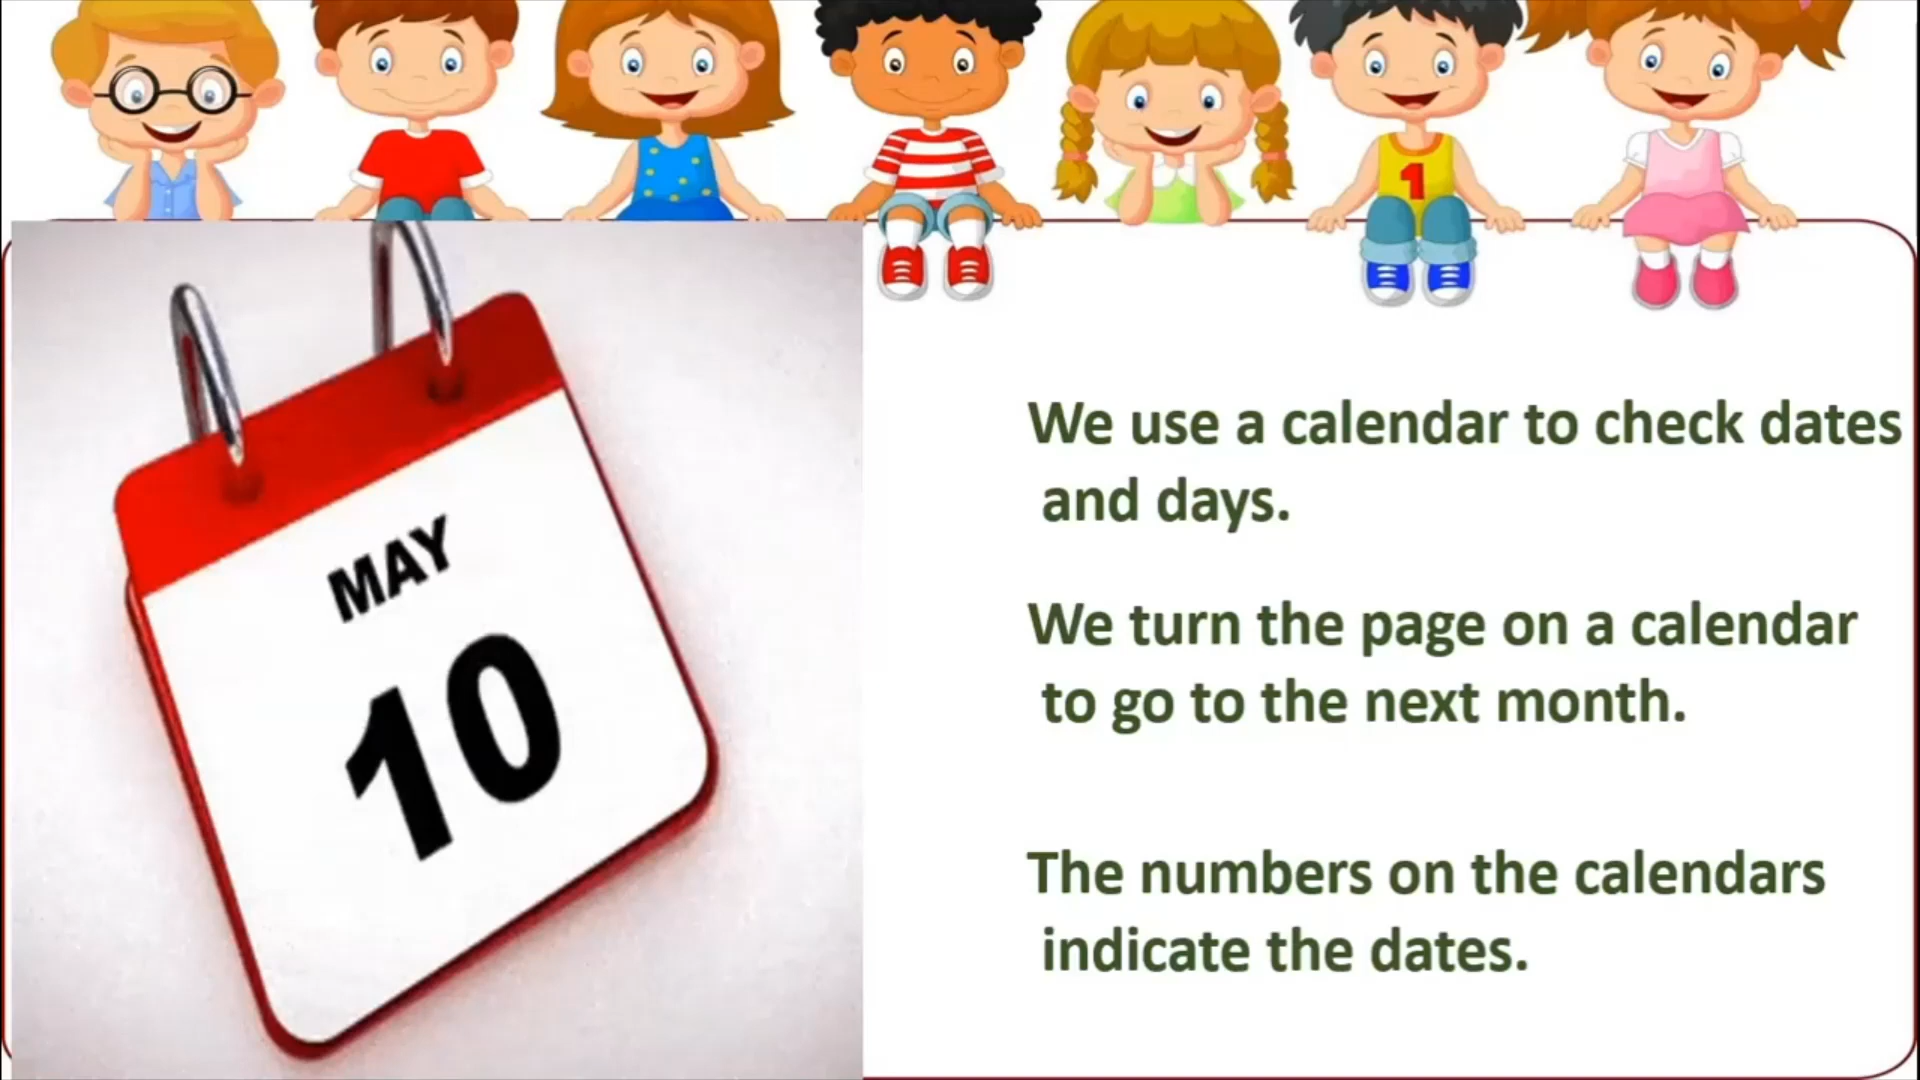 1
MAY
10
We use a calendar to check dates
and days.
We turn the page on a calendar
to go to the next month.
The numbers on the calendars
indicate the dates.